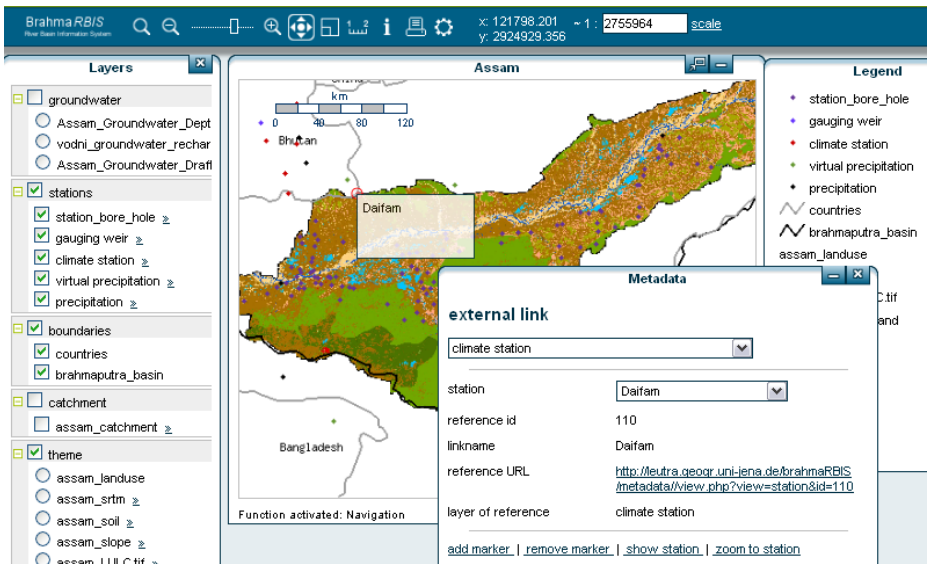 BrahmaRBIS
River Basin Information System
x: 121798.201
y: 2924929.356
~ 1 : 2755964 scale
Layers
groundwater
Assam_Groundwater_Dept
vodni_groundwater_rechar
Assam_Groundwater_Draff
stations
station_bore_hole »
gauging weir »
climate station »
virtual precipitation »
precipitation »
boundaries
countries
brahmaputra_basin
catchment
assam_catchment »
theme
assam_landuse
assam_srtm »
assam_soil »
assam_slope »
assam_LULC.tif »
Assam
km
0 40 80 120
Bhutan
Daifam
Bangladesh
Function activated: Navigation
Legend
station_bore_hole
gauging weir
climate station
virtual precipitation
precipitation
countries
brahmaputra_basin
assam_landuse
C.tif
and
Metadata
external link
climate station
station Daifam
reference id 110
linkname Daifam
reference URL http://leutra.geogr.uni-jena.de/brahmaRBIS
/metadata//view.php?view=station&id=110
layer of reference climate station
add marker | remove marker | show station | zoom to station